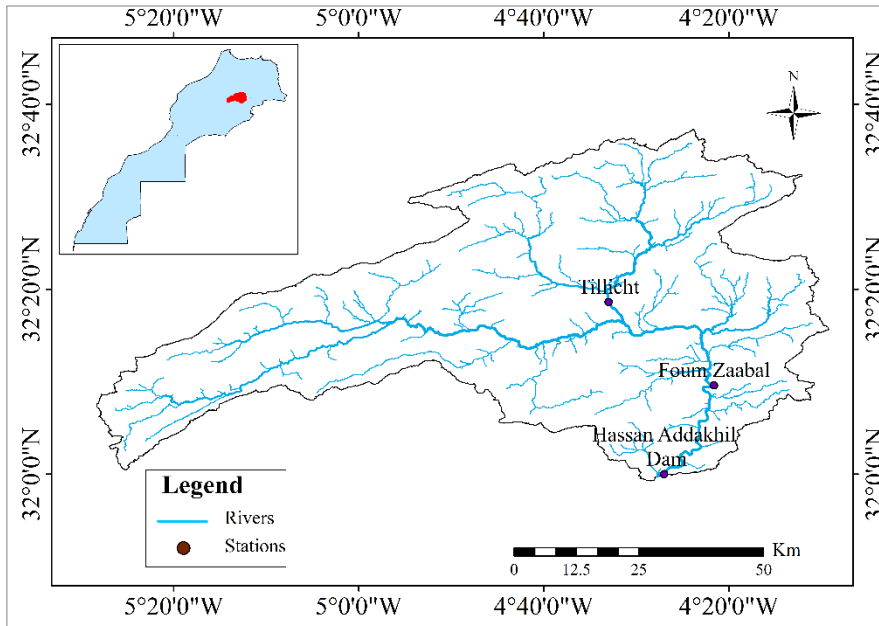 5°20'0"W 5°0'0"W 4°40'0"W 4°20'0"W
32°40'0"N 32°40'0"N
N
32°20'0"N 32°20'0"N
Tillicht
Foum Zaabal
Hassan Addakhil
Dam
32°0'0"N 32°0'0"N
Legend
Rivers
Stations
Km
0 12.5 25 50
5°20'0"W 5°0'0"W 4°40'0"W 4°20'0"W